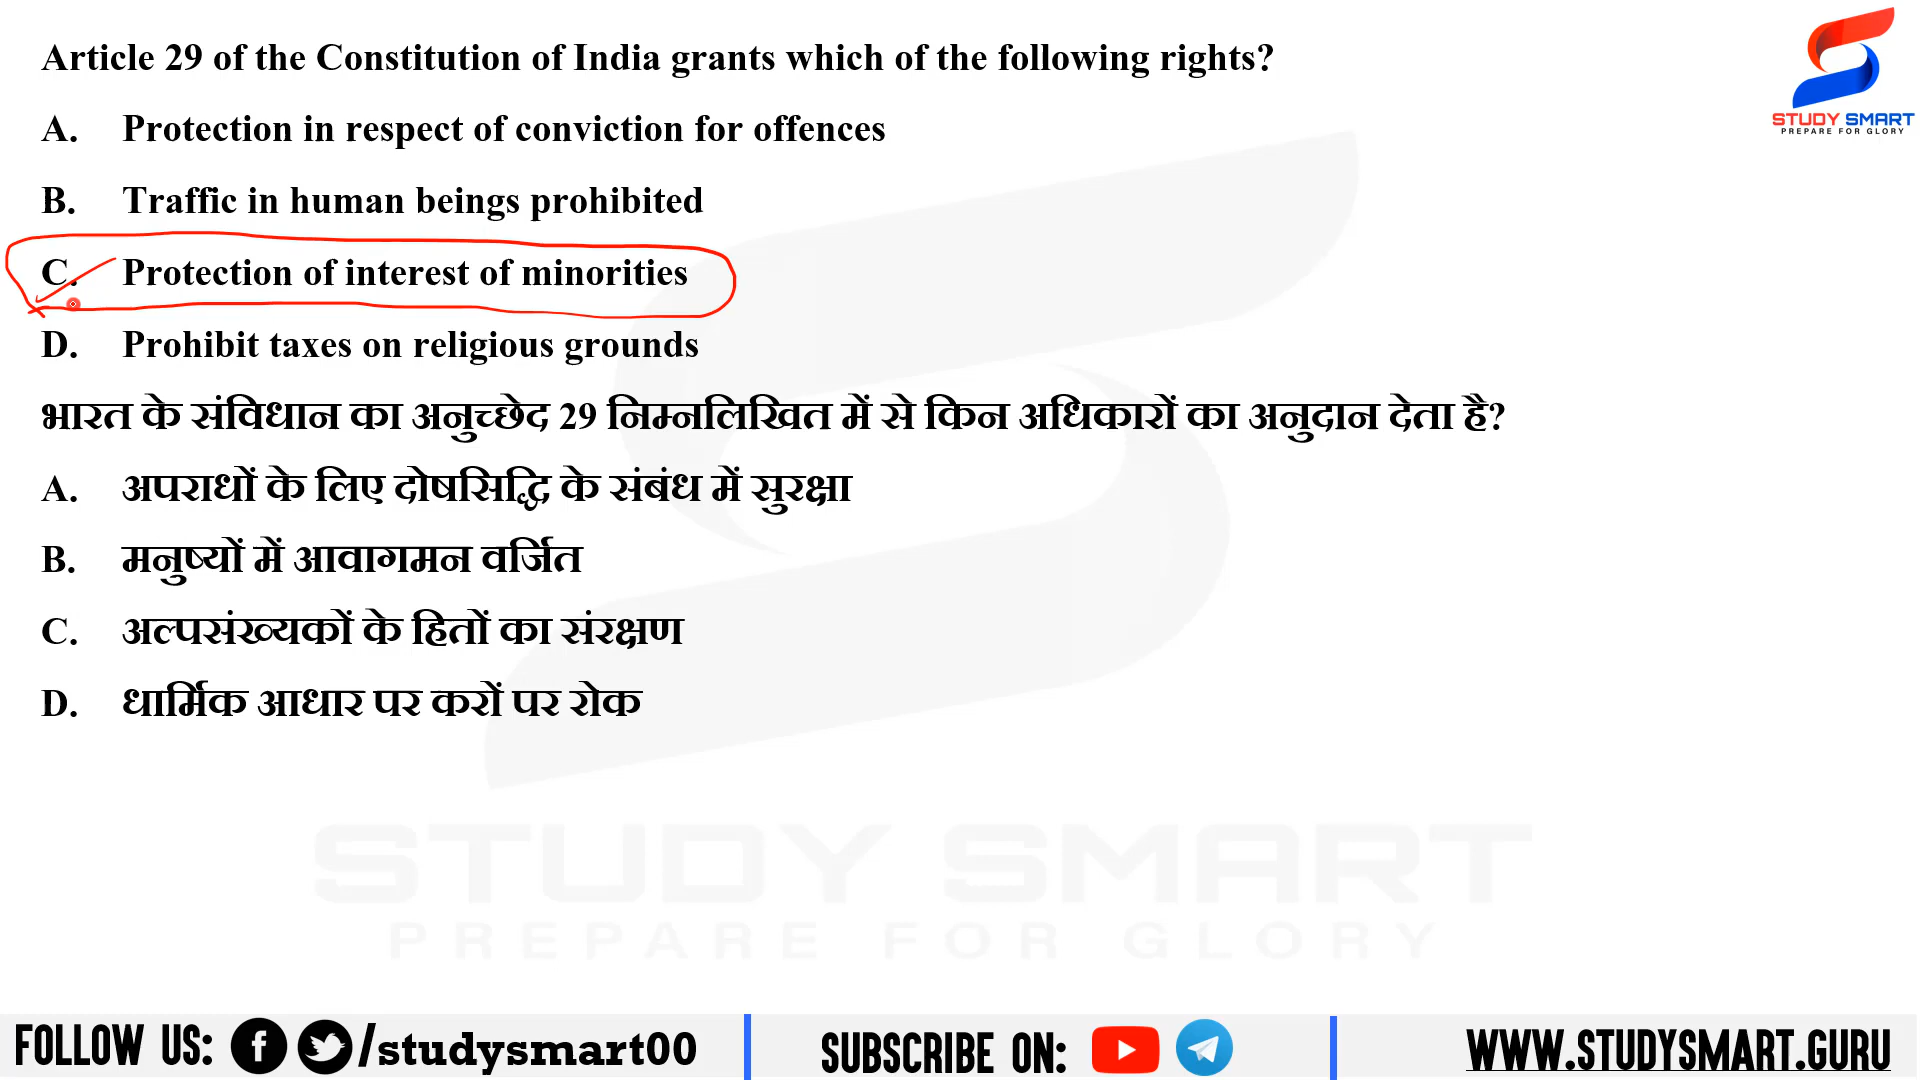 Article 29 of the Constitution of India grants which of the following rights?
A. Protection in respect of conviction for offences
B. Traffic in human beings prohibited
C. Protection of interest of minorities
D. Prohibit taxes on religious grounds
भारत के संविधान का अनुच्छेद 29 निम्नलिखित में से किन अधिकारों का अनुदान देता है?
A. अपराधों के लिए दोषसिद्धि के संबंध में सुरक्षा
B. मनुष्यों में आवागमन वर्जित
C. अल्पसंख्यकों के हितों का संरक्षण
D. धार्मिक आधार पर करों पर रोक
STUDY SMART
PREPARE FOR GLORY
STUDY SMART
PREPARE FOR GLORY
FOLLOW US: /studysmart00
SUBSCRIBE ON:
WWW.STUDYSMART.GURU